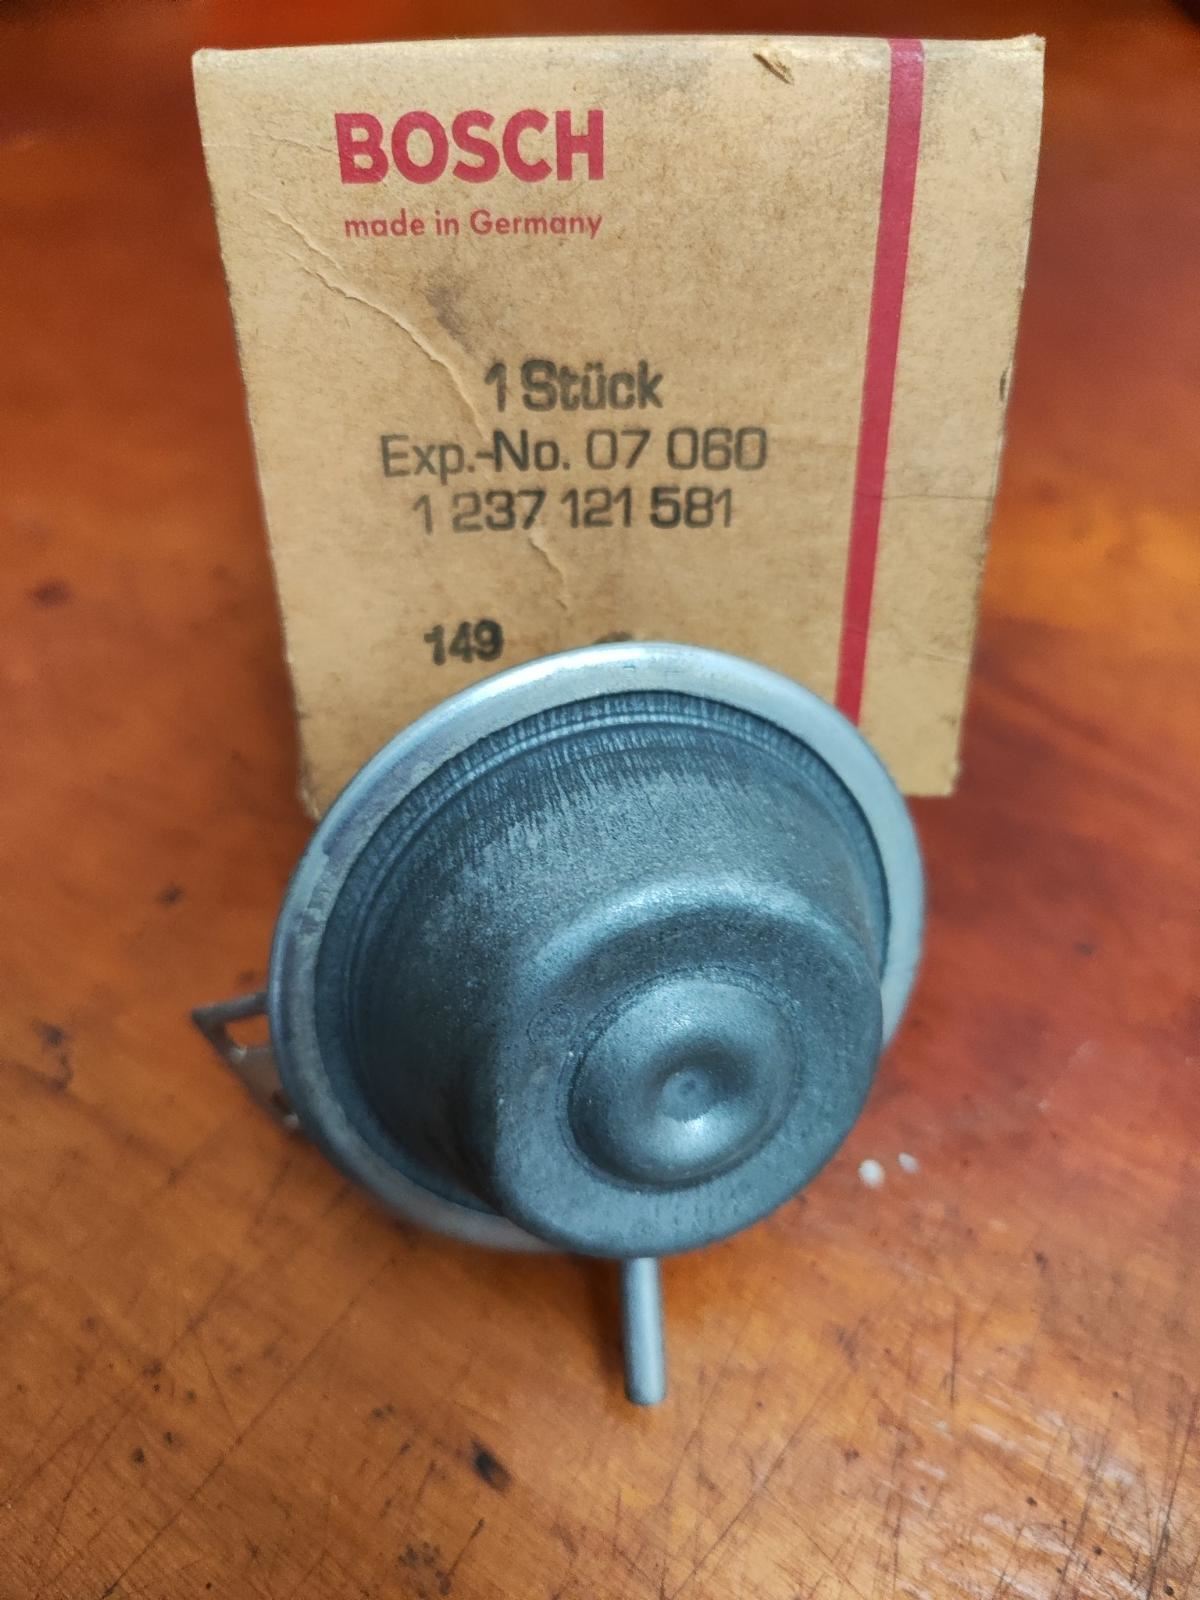 BOSCH
made in Germany
1 Stück
Exp.-No. 07 060
1 237 121 581
149